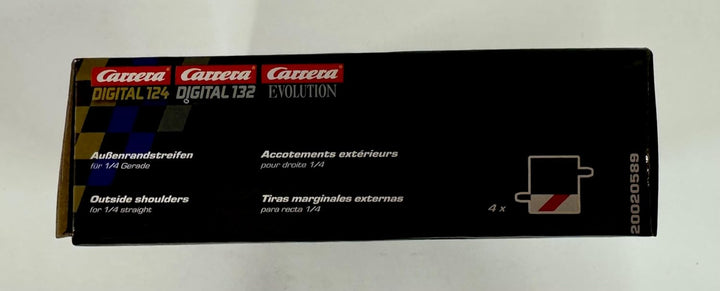 Carrera Carrera Carrera
DIGITAL 124 DIGITAL 132 EVOLUTION
Außenrandstreifen
für 1/4 Gerade
Accotements extérieurs
pour droite 1/4
Outside shoulders
for 1/4 straight
Tiras marginales externas
para recta 1/4
4 x
20020589